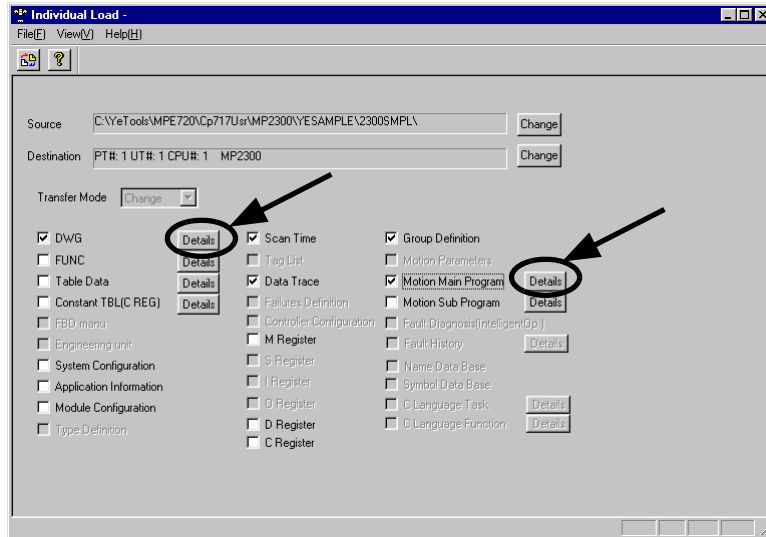 Individual Load -
File(F) View(V) Help(H)
Source C:\YeTools\MPE720\Cp717Usr\MP2300\YESAMPLE\2300SMPL\ Change
Destination PT#: 1 UT#: 1 CPU#: 1 MP2300 Change
Transfer Mode Change
DWG Details
FUNC Details
Table Data Details
Constant TBL(C REG) Details
FBD menu
Engineering unit
System Configuration
Application Information
Module Configuration
Type Definition
Scan Time
Tag List
Data Trace
Failures Definition
Controller Configuration
M Register
S Register
I Register
O Register
D Register
C Register
Group Definition
Motion Parameters
Motion Main Program Details
Motion Sub Program Details
Fault Diagnosis(IntelligentOp.)
Fault History Details
Name Data Base
Symbol Data Base
C Language Task Details
C Language Function Details